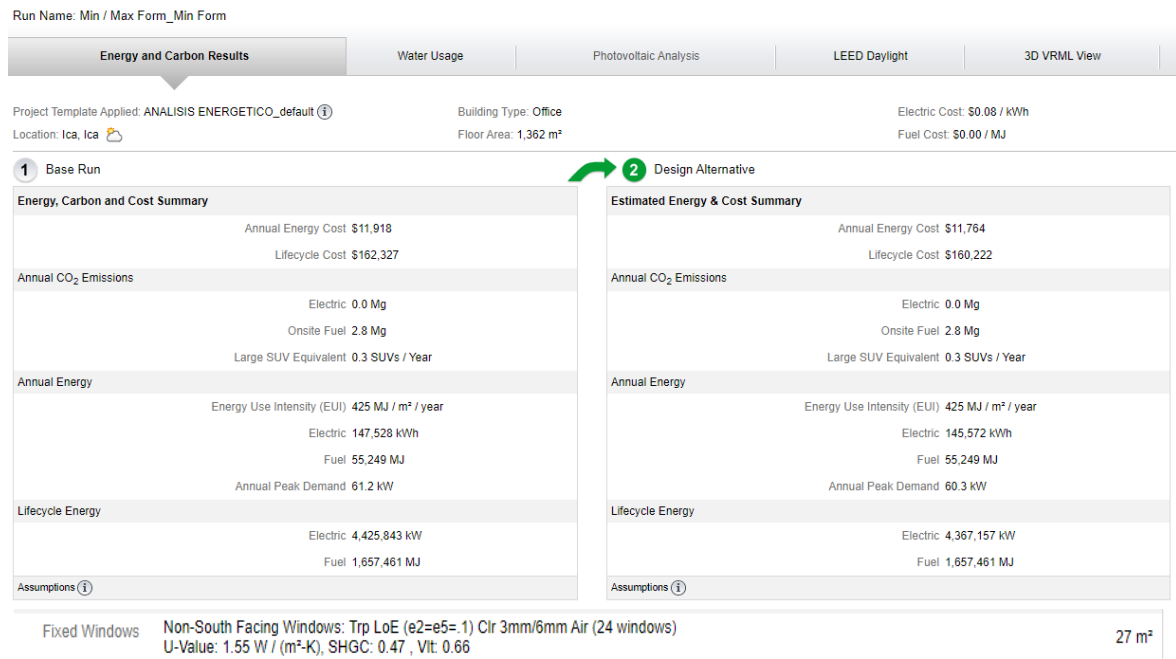 Run Name: Min / Max Form_Min Form
Energy and Carbon Results
Water Usage
Photovoltaic Analysis
LEED Daylight
3D VRML View
Project Template Applied: ANALISIS ENERGETICO_default i
Building Type: Office
Electric Cost: $0.08 / kWh
Location: Ica, Ica
Floor Area: 1,362 m²
Fuel Cost: $0.00 / MJ
1 Base Run
Energy, Carbon and Cost Summary
Annual Energy Cost $11,918
Lifecycle Cost $162,327
Annual CO2 Emissions
Electric 0.0 Mg
Onsite Fuel 2.8 Mg
Large SUV Equivalent 0.3 SUVs / Year
Annual Energy
Energy Use Intensity (EUI) 425 MJ / m² / year
Electric 147,528 kWh
Fuel 55,249 MJ
Annual Peak Demand 61.2 kW
Lifecycle Energy
Electric 4,425,843 kW
Fuel 1,657,461 MJ
Assumptions i
2 Design Alternative
Estimated Energy & Cost Summary
Annual Energy Cost $11,764
Lifecycle Cost $160,222
Annual CO2 Emissions
Electric 0.0 Mg
Onsite Fuel 2.8 Mg
Large SUV Equivalent 0.3 SUVs / Year
Annual Energy
Energy Use Intensity (EUI) 425 MJ / m² / year
Electric 145,572 kWh
Fuel 55,249 MJ
Annual Peak Demand 60.3 kW
Lifecycle Energy
Electric 4,367,157 kW
Fuel 1,657,461 MJ
Assumptions i
Fixed Windows
Non-South Facing Windows: Trp LoE (e2=e5=.1) Clr 3mm/6mm Air (24 windows)
U-Value: 1.55 W / (m²-K), SHGC: 0.47 , Vlt: 0.66
27 m²